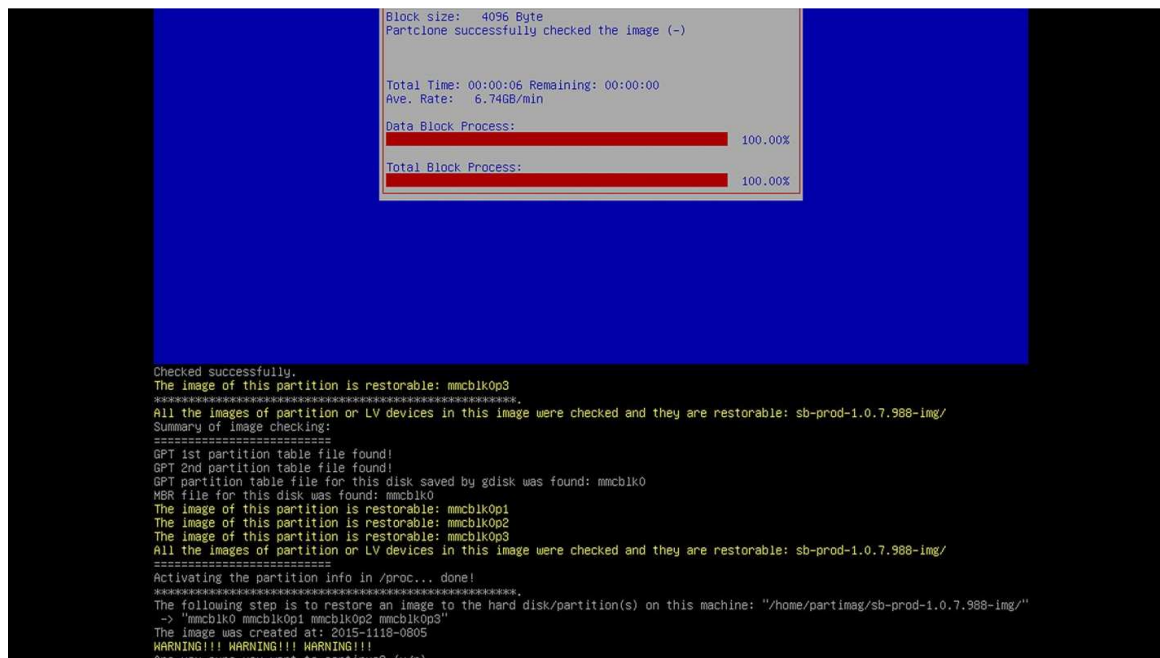 Block size:   4096 Byte
Partclone successfully checked the image (-)
Total Time: 00:00:06 Remaining: 00:00:00
Ave. Rate:   6.74GB/min
Data Block Process:
100.00%
Total Block Process:
100.00%
Checked successfully.
The image of this partition is restorable: mmcblk0p3
*****************************************************.
All the images of partition or LV devices in this image were checked and they are restorable: sb-prod-1.0.7.988-img/
Summary of image checking:
==========================
GPT 1st partition table file found!
GPT 2nd partition table file found!
GPT partition table file for this disk saved by gdisk was found: mmcblk0
MBR file for this disk was found: mmcblk0
The image of this partition is restorable: mmcblk0p1
The image of this partition is restorable: mmcblk0p2
The image of this partition is restorable: mmcblk0p3
All the images of partition or LV devices in this image were checked and they are restorable: sb-prod-1.0.7.988-img/
==========================
Activating the partition info in /proc... done!
*****************************************************.
The following step is to restore an image to the hard disk/partition(s) on this machine: "/home/partimag/sb-prod-1.0.7.988-img/"
-> "mmcblk0 mmcblk0p1 mmcblk0p2 mmcblk0p3"
The image was created at: 2015-1118-0805
WARNING!!! WARNING!!! WARNING!!!
Are you sure you want to continue? (y/n)